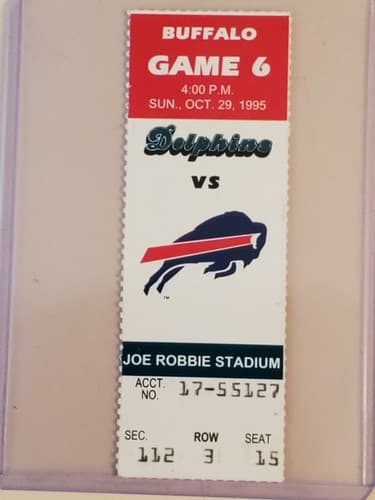 BUFFALO
GAME 6
4:00 P.M.
SUN., OCT. 29, 1995
Dolphins
VS
TM
JOE ROBBIE STADIUM
ACCT. NO. 17-55127
SEC. ROW SEAT
112 3 15